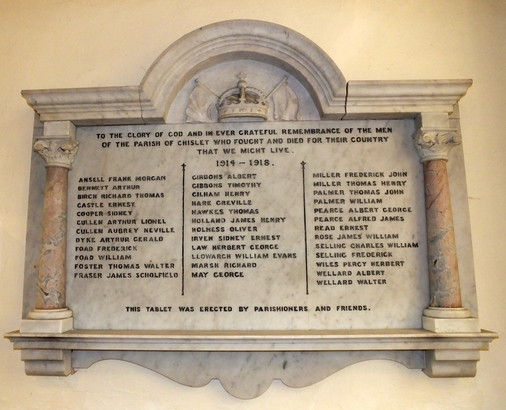 TO THE GLORY OF GOD AND IN EVER GRATEFUL REMEMBRANCE OF THE MEN
OF THE PARISH OF CHISLET WHO FOUGHT AND DIED FOR THEIR COUNTRY
THAT WE MIGHT LIVE.
1914 – 1918.
ANSELL FRANK MORGAN
BENNETT ARTHUR
BIRCH RICHARD THOMAS
CASTLE ERNEST
COOPER SIDNEY
CULLEN ARTHUR LIONEL
CULLEN AUBREY NEVILLE
DYKE ARTHUR GERALD
FOAD FREDERICK
FOAD WILLIAM
FOSTER THOMAS WALTER
FRASER JAMES SCHOLFIELD
GIBBONS ALBERT
GIBBONS TIMOTHY
GILHAM HENRY
HARE GREVILLE
HAWKES THOMAS
HOLLAND JAMES HENRY
HOLNESS OLIVER
IRVEN SIDNEY ERNEST
LAW HERBERT GEORGE
LLOWARCH WILLIAM EVANS
MARSH RICHARD
MAY GEORGE
MILLER FREDERICK JOHN
MILLER THOMAS HENRY
PALMER THOMAS JOHN
PALMER WILLIAM
PEARCE ALBERT GEORGE
PEARCE ALFRED JAMES
READ ERNEST
ROSE JAMES WILLIAM
SELLING CHARLES WILLIAM
SELLING FREDERICK
WILES PERCY HERBERT
WELLARD ALBERT
WELLARD WALTER
THIS TABLET WAS ERECTED BY PARISHIONERS AND FRIENDS.